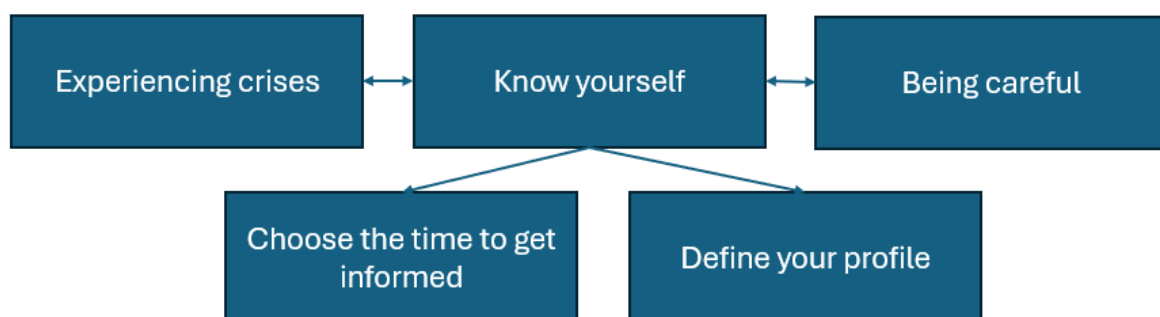 Experiencing crises
Know yourself
Being careful
Choose the time to get
informed
Define your profile